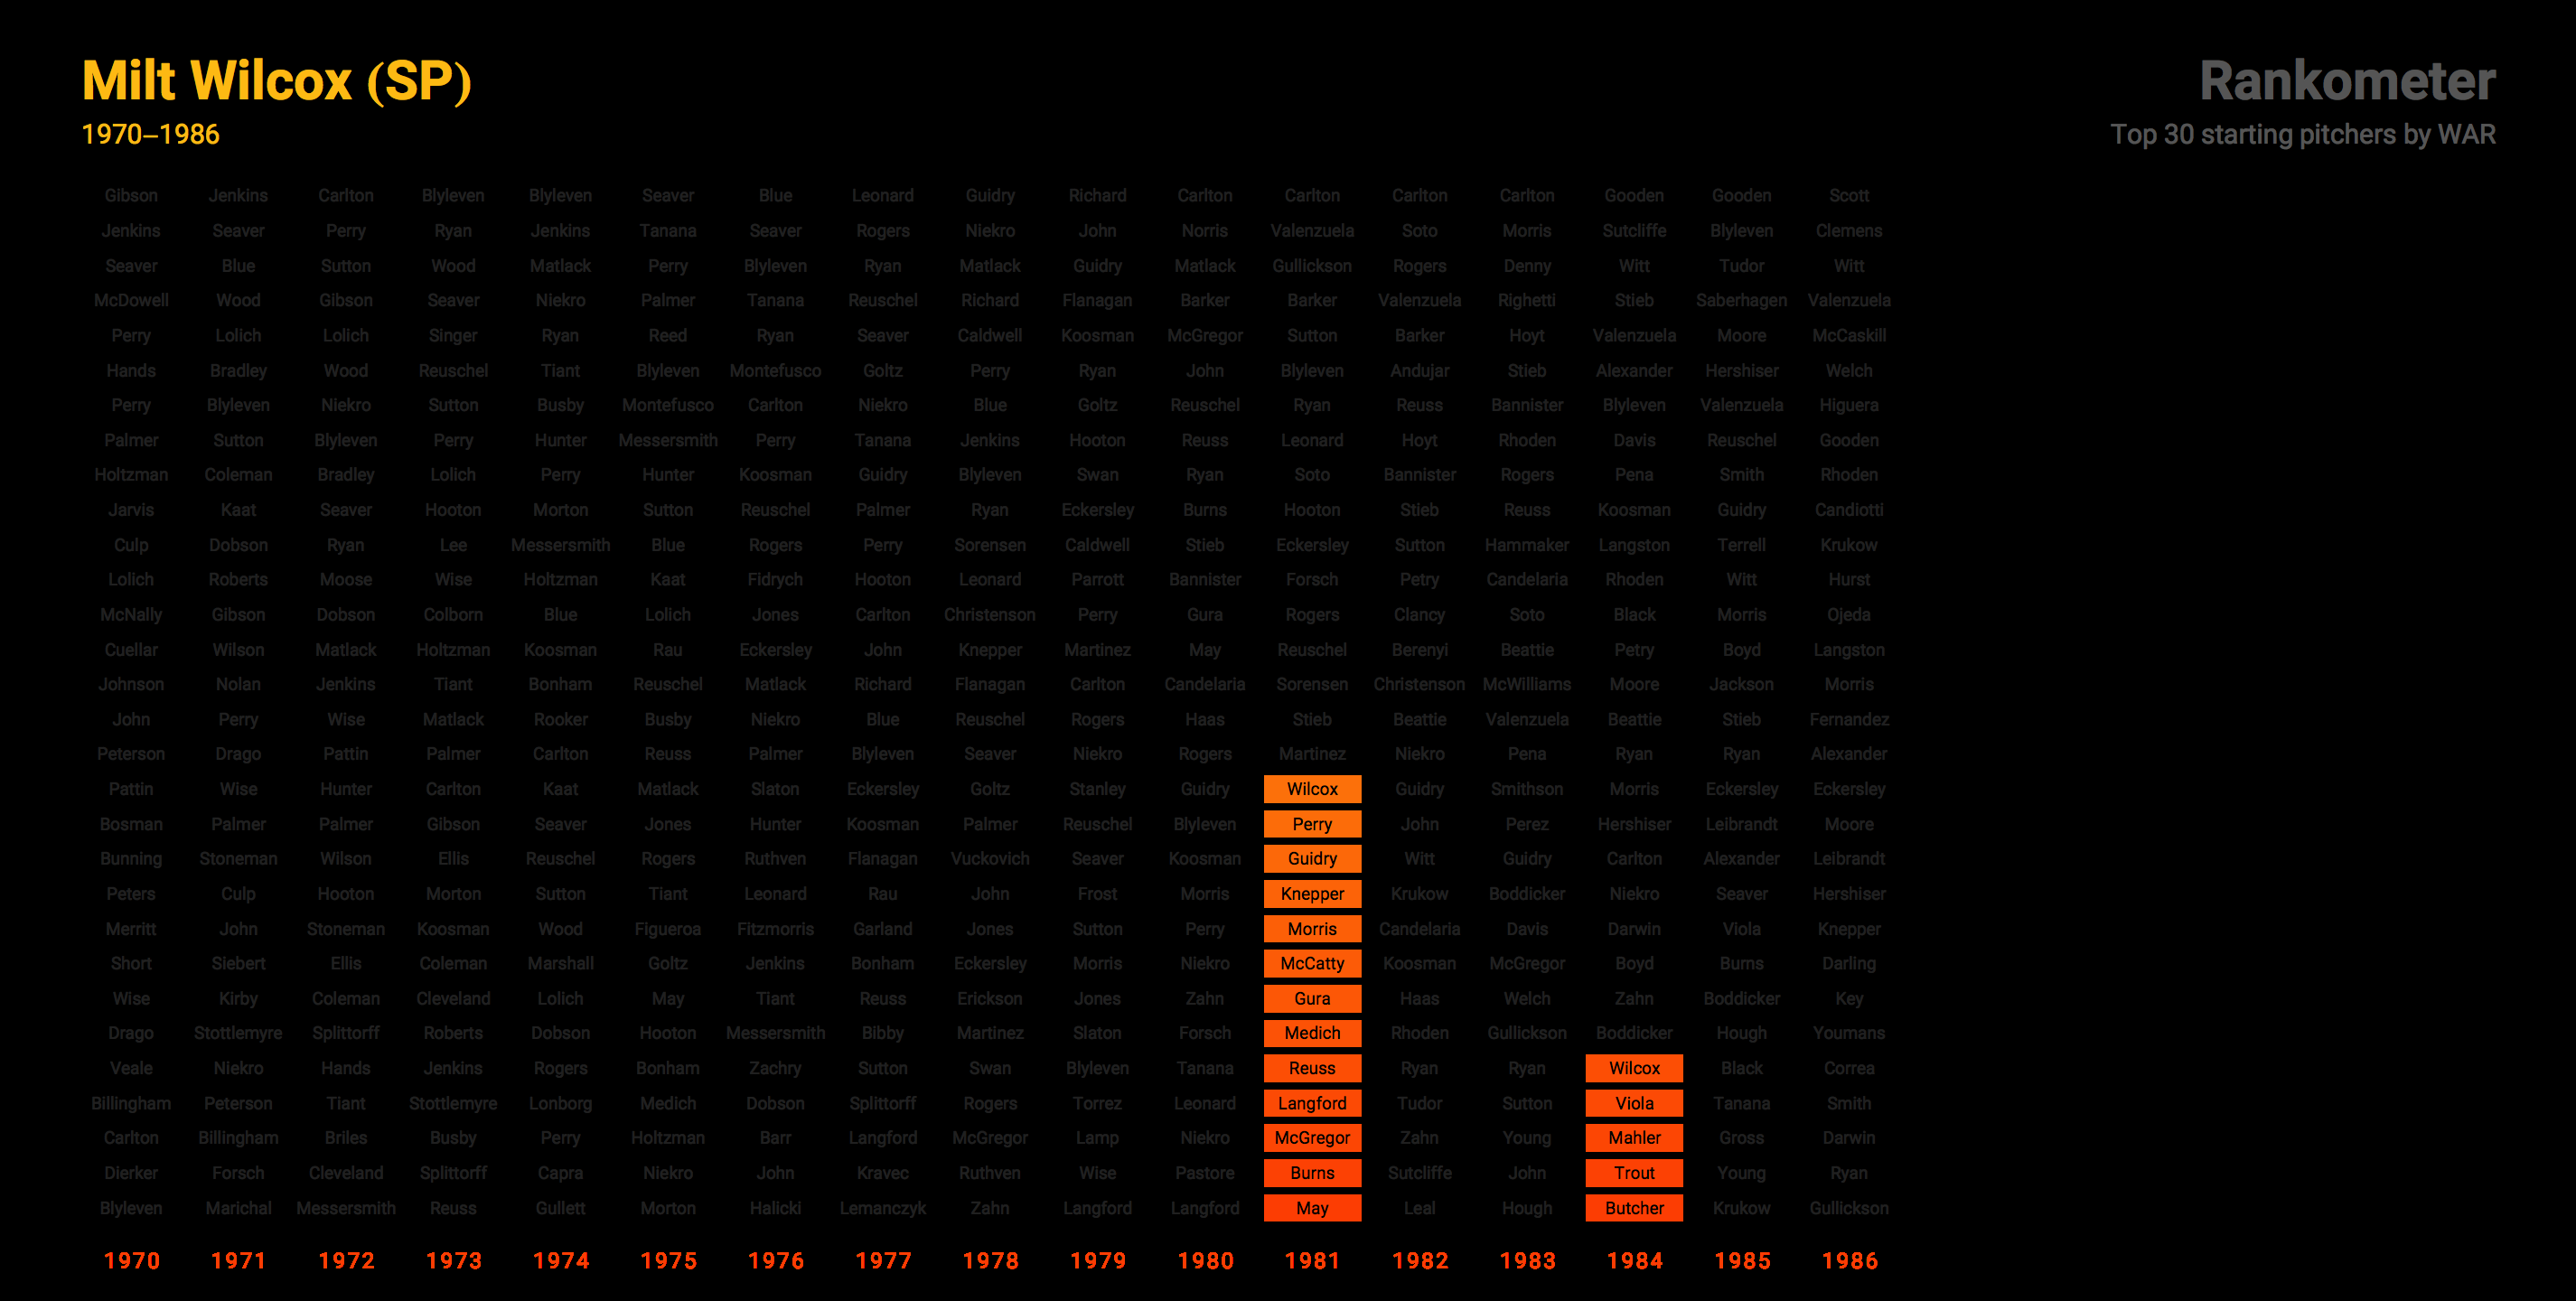 Milt Wilcox (SP)
1970–1986
Rankometer
Top 30 starting pitchers by WAR
Gibson Jenkins Carlton Blyleven Blyleven Seaver Blue Leonard Guidry Richard Carlton Carlton Carlton Carlton Gooden Gooden Scott
Jenkins Seaver Perry Ryan Jenkins Tanana Seaver Rogers Niekro John Norris Valenzuela Soto Morris Sutcliffe Blyleven Clemens
Seaver Blue Sutton Wood Matlack Perry Blyleven Ryan Matlack Guidry Matlack Gullickson Rogers Denny Witt Tudor Witt
McDowell Wood Gibson Seaver Niekro Palmer Tanana Reuschel Richard Flanagan Barker Barker Valenzuela Righetti Stieb Saberhagen Valenzuela
Perry Lolich Lolich Singer Ryan Reed Ryan Seaver Caldwell Koosman McGregor Sutton Barker Hoyt Valenzuela Moore McCaskill
Hands Bradley Wood Reuschel Tiant Blyleven Montefusco Goltz Perry Ryan John Blyleven Andujar Stieb Alexander Hershiser Welch
Perry Blyleven Niekro Sutton Busby Montefusco Carlton Niekro Blue Goltz Reuschel Ryan Reuss Bannister Blyleven Valenzuela Higuera
Palmer Sutton Blyleven Perry Hunter Messersmith Perry Tanana Jenkins Hooton Reuss Leonard Hoyt Rhoden Davis Reuschel Gooden
Holtzman Coleman Bradley Lolich Perry Hunter Koosman Guidry Blyleven Swan Ryan Soto Bannister Rogers Pena Smith Rhoden
Jarvis Kaat Seaver Hooton Morton Sutton Reuschel Palmer Ryan Eckersley Burns Hooton Stieb Reuss Koosman Guidry Candiotti
Culp Dobson Ryan Lee Messersmith Blue Rogers Perry Sorensen Caldwell Stieb Eckersley Sutton Hammaker Langston Terrell Krukow
Lolich Roberts Moose Wise Holtzman Kaat Fidrych Hooton Leonard Parrott Bannister Forsch Petry Candelaria Rhoden Witt Hurst
McNally Gibson Dobson Colborn Blue Lolich Jones Carlton Christenson Perry Gura Rogers Clancy Soto Black Morris Ojeda
Cuellar Wilson Matlack Holtzman Koosman Rau Eckersley John Knepper Martinez May Reuschel Berenyi Beattie Petry Boyd Langston
Johnson Nolan Jenkins Tiant Bonham Reuschel Matlack Richard Flanagan Carlton Candelaria Sorensen Christenson McWilliams Moore Jackson Morris
John Perry Wise Matlack Rooker Busby Niekro Blue Reuschel Rogers Haas Stieb Beattie Valenzuela Beattie Stieb Fernandez
Peterson Drago Pattin Palmer Carlton Reuss Palmer Blyleven Seaver Niekro Rogers Martinez Niekro Pena Ryan Ryan Alexander
Pattin Wise Hunter Carlton Kaat Matlack Slaton Eckersley Goltz Stanley Guidry Wilcox Guidry Smithson Morris Eckersley Eckersley
Bosman Palmer Palmer Gibson Seaver Jones Hunter Koosman Palmer Reuschel Blyleven Perry John Perez Hershiser Leibrandt Moore
Bunning Stoneman Wilson Ellis Reuschel Rogers Ruthven Flanagan Vuckovich Seaver Koosman Guidry Witt Guidry Carlton Alexander Leibrandt
Peters Culp Hooton Morton Sutton Tiant Leonard Rau John Frost Morris Knepper Krukow Boddicker Niekro Seaver Hershiser
Merritt John Stoneman Koosman Wood Figueroa Fitzmorris Garland Jones Sutton Perry Morris Candelaria Davis Darwin Viola Knepper
Short Siebert Ellis Coleman Marshall Goltz Jenkins Bonham Eckersley Morris Niekro McCatty Koosman McGregor Boyd Burns Darling
Wise Kirby Coleman Cleveland Lolich May Tiant Reuss Erickson Jones Zahn Gura Haas Welch Zahn Boddicker Key
Drago Stottlemyre Splittorff Roberts Dobson Hooton Messersmith Bibby Martinez Slaton Forsch Medich Rhoden Gullickson Boddicker Hough Youmans
Veale Niekro Hands Jenkins Rogers Bonham Zachry Sutton Swan Blyleven Tanana Reuss Ryan Ryan Wilcox Black Correa
Billingham Peterson Tiant Stottlemyre Lonborg Medich Dobson Splittorff Rogers Torrez Leonard Langford Tudor Sutton Viola Tanana Smith
Carlton Billingham Briles Busby Perry Holtzman Barr Langford McGregor Lamp Niekro McGregor Zahn Young Mahler Gross Darwin
Dierker Forsch Cleveland Splittorff Capra Niekro John Kravec Ruthven Wise Pastore Burns Sutcliffe John Trout Young Ryan
Blyleven Marichal Messersmith Reuss Gullett Morton Halicki Lemanczyk Zahn Langford Langford May Leal Hough Butcher Krukow Gullickson
1970 1971 1972 1973 1974 1975 1976 1977 1978 1979 1980 1981 1982 1983 1984 1985 1986